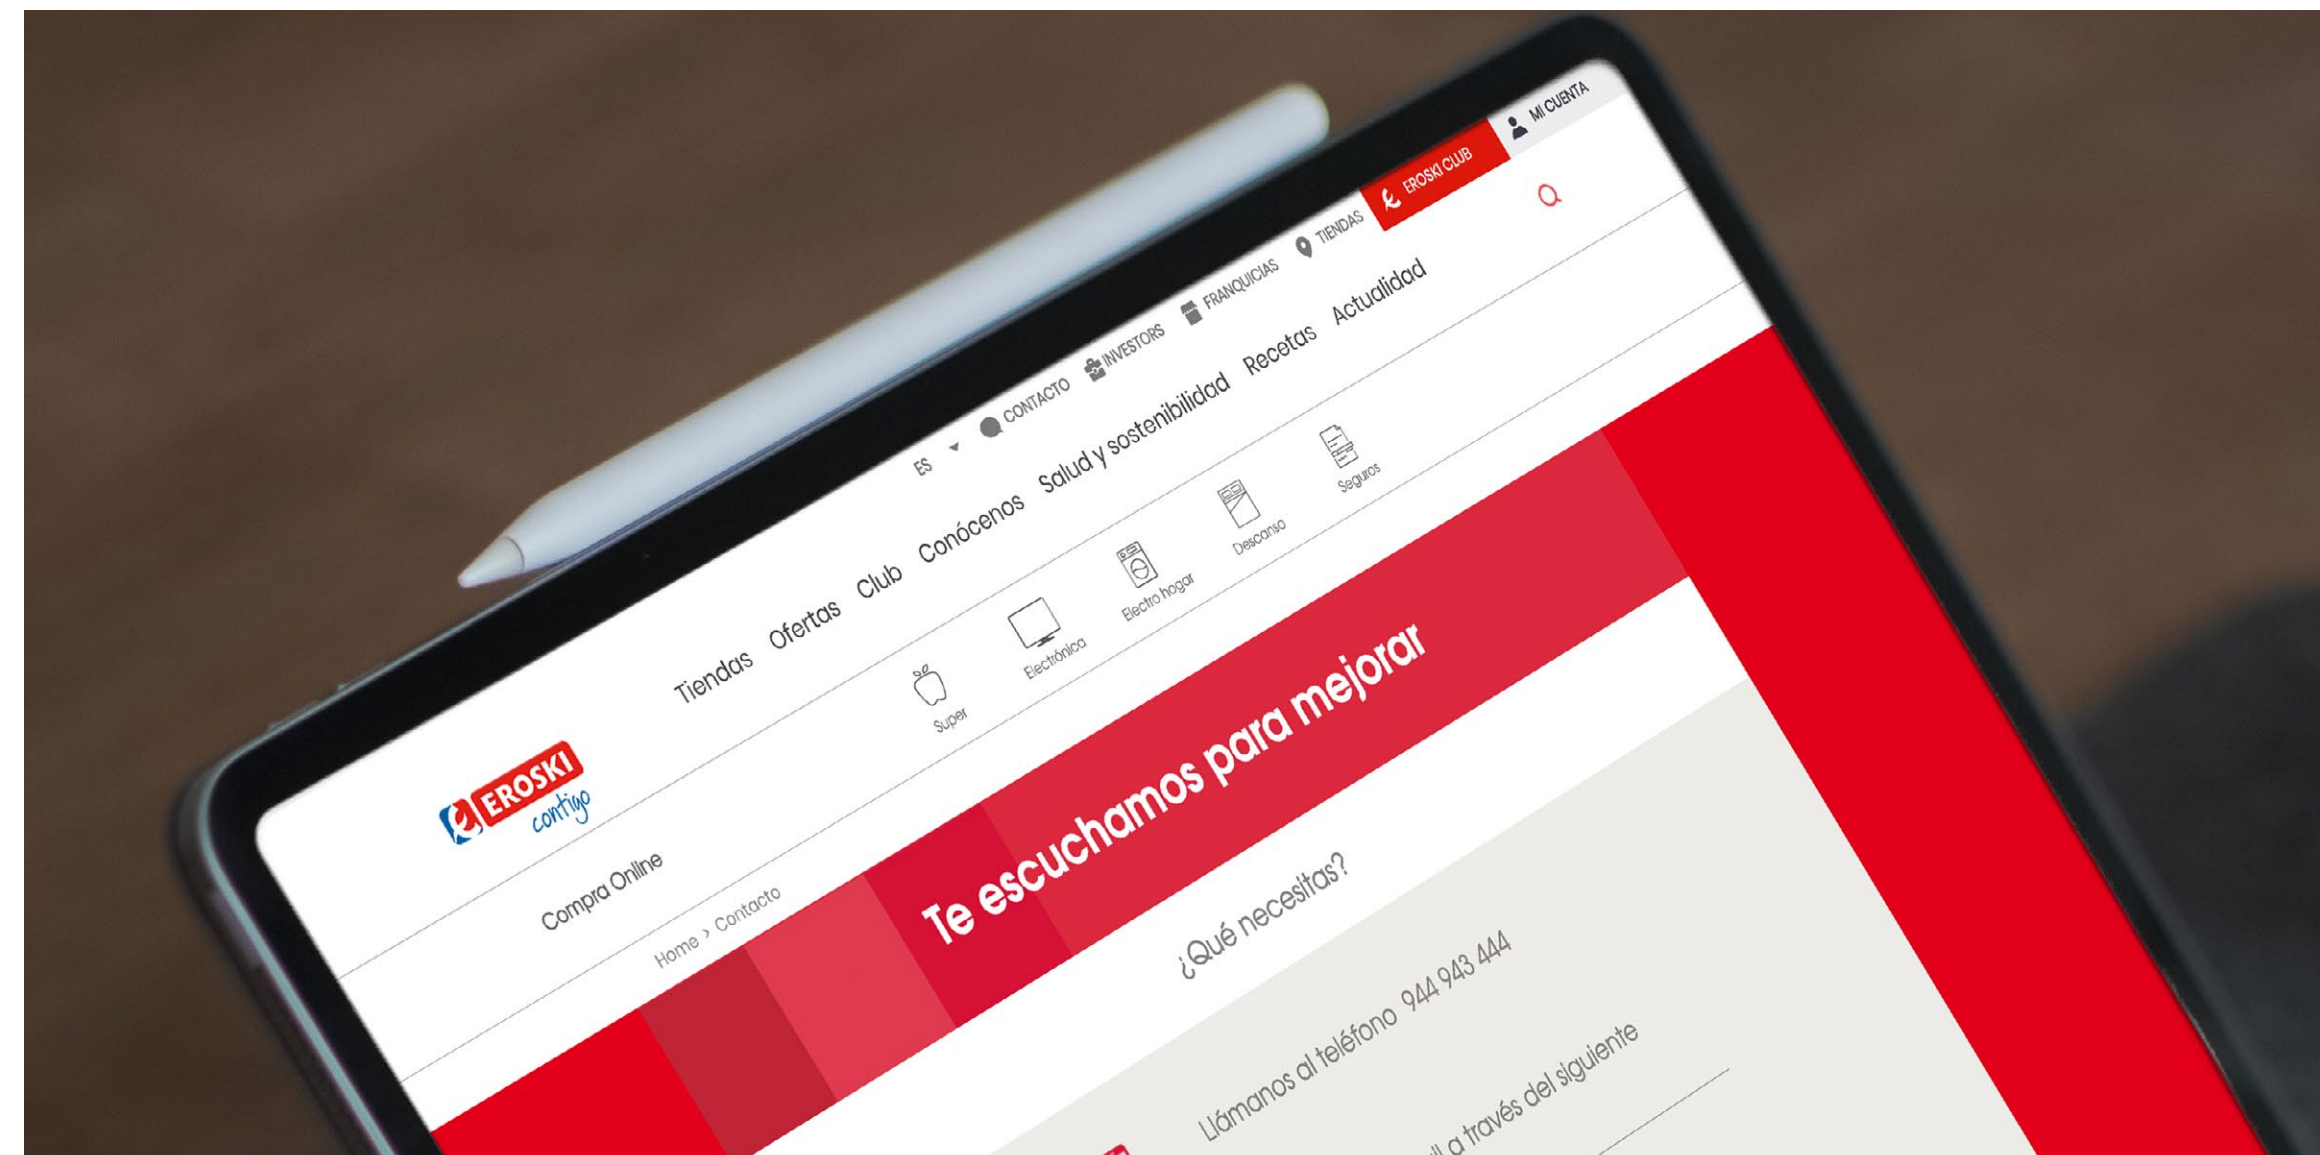 MI CUENTA
EROSKI CLUB
TIENDAS
FRANQUICIAS
INVESTORS
CONTACTO
ES
Tiendas Ofertas Club Conócenos Salud y sostenibilidad Recetas Actualidad
EROSKI
contigo
Compra Online
Super
Electrónica
Electro hogar
Descanso
Seguros
Home > Contacto
Te escuchamos para mejorar
¿Qué necesitas?
Llámanos al teléfono 944 943 444
a través del siguiente